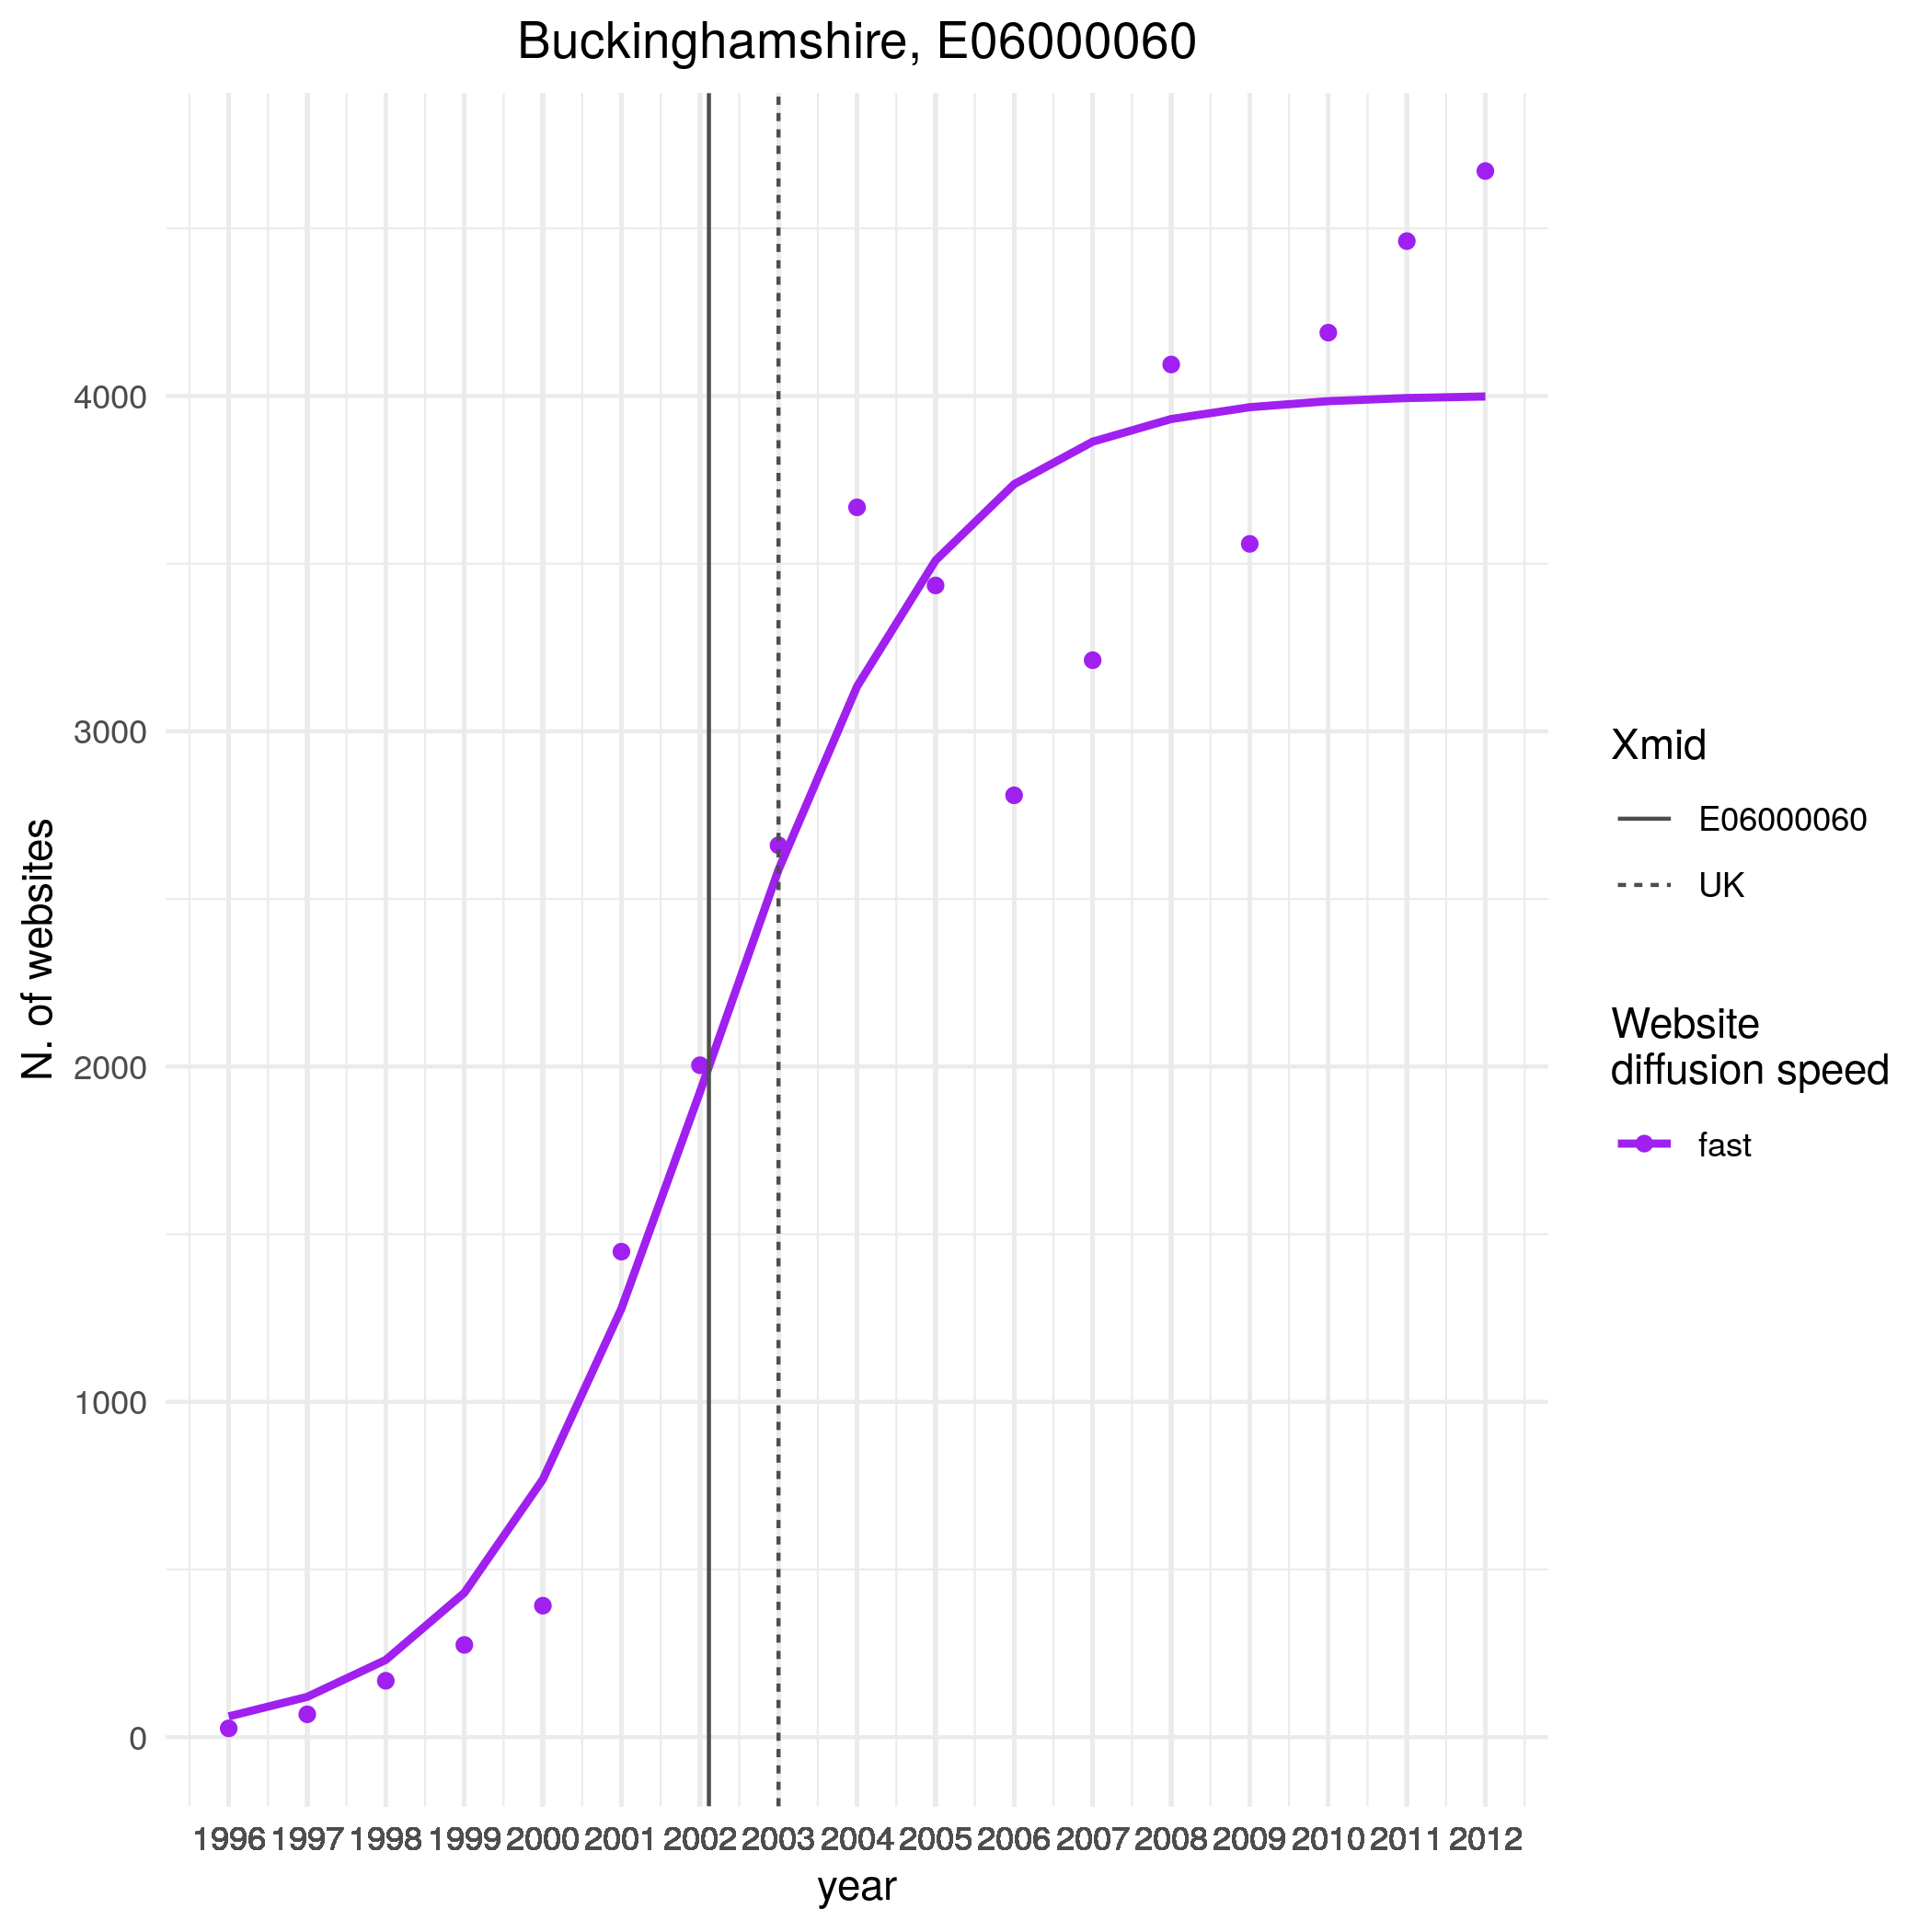 Buckinghamshire, E06000060
N. of websites
4000
3000
2000
1000
0
1996 1997 1998 1999 2000 2001 2002 2003 2004 2005 2006 2007 2008 2009 2010 2011 2012
year
Xmid
E06000060
UK
Website
diffusion speed
fast